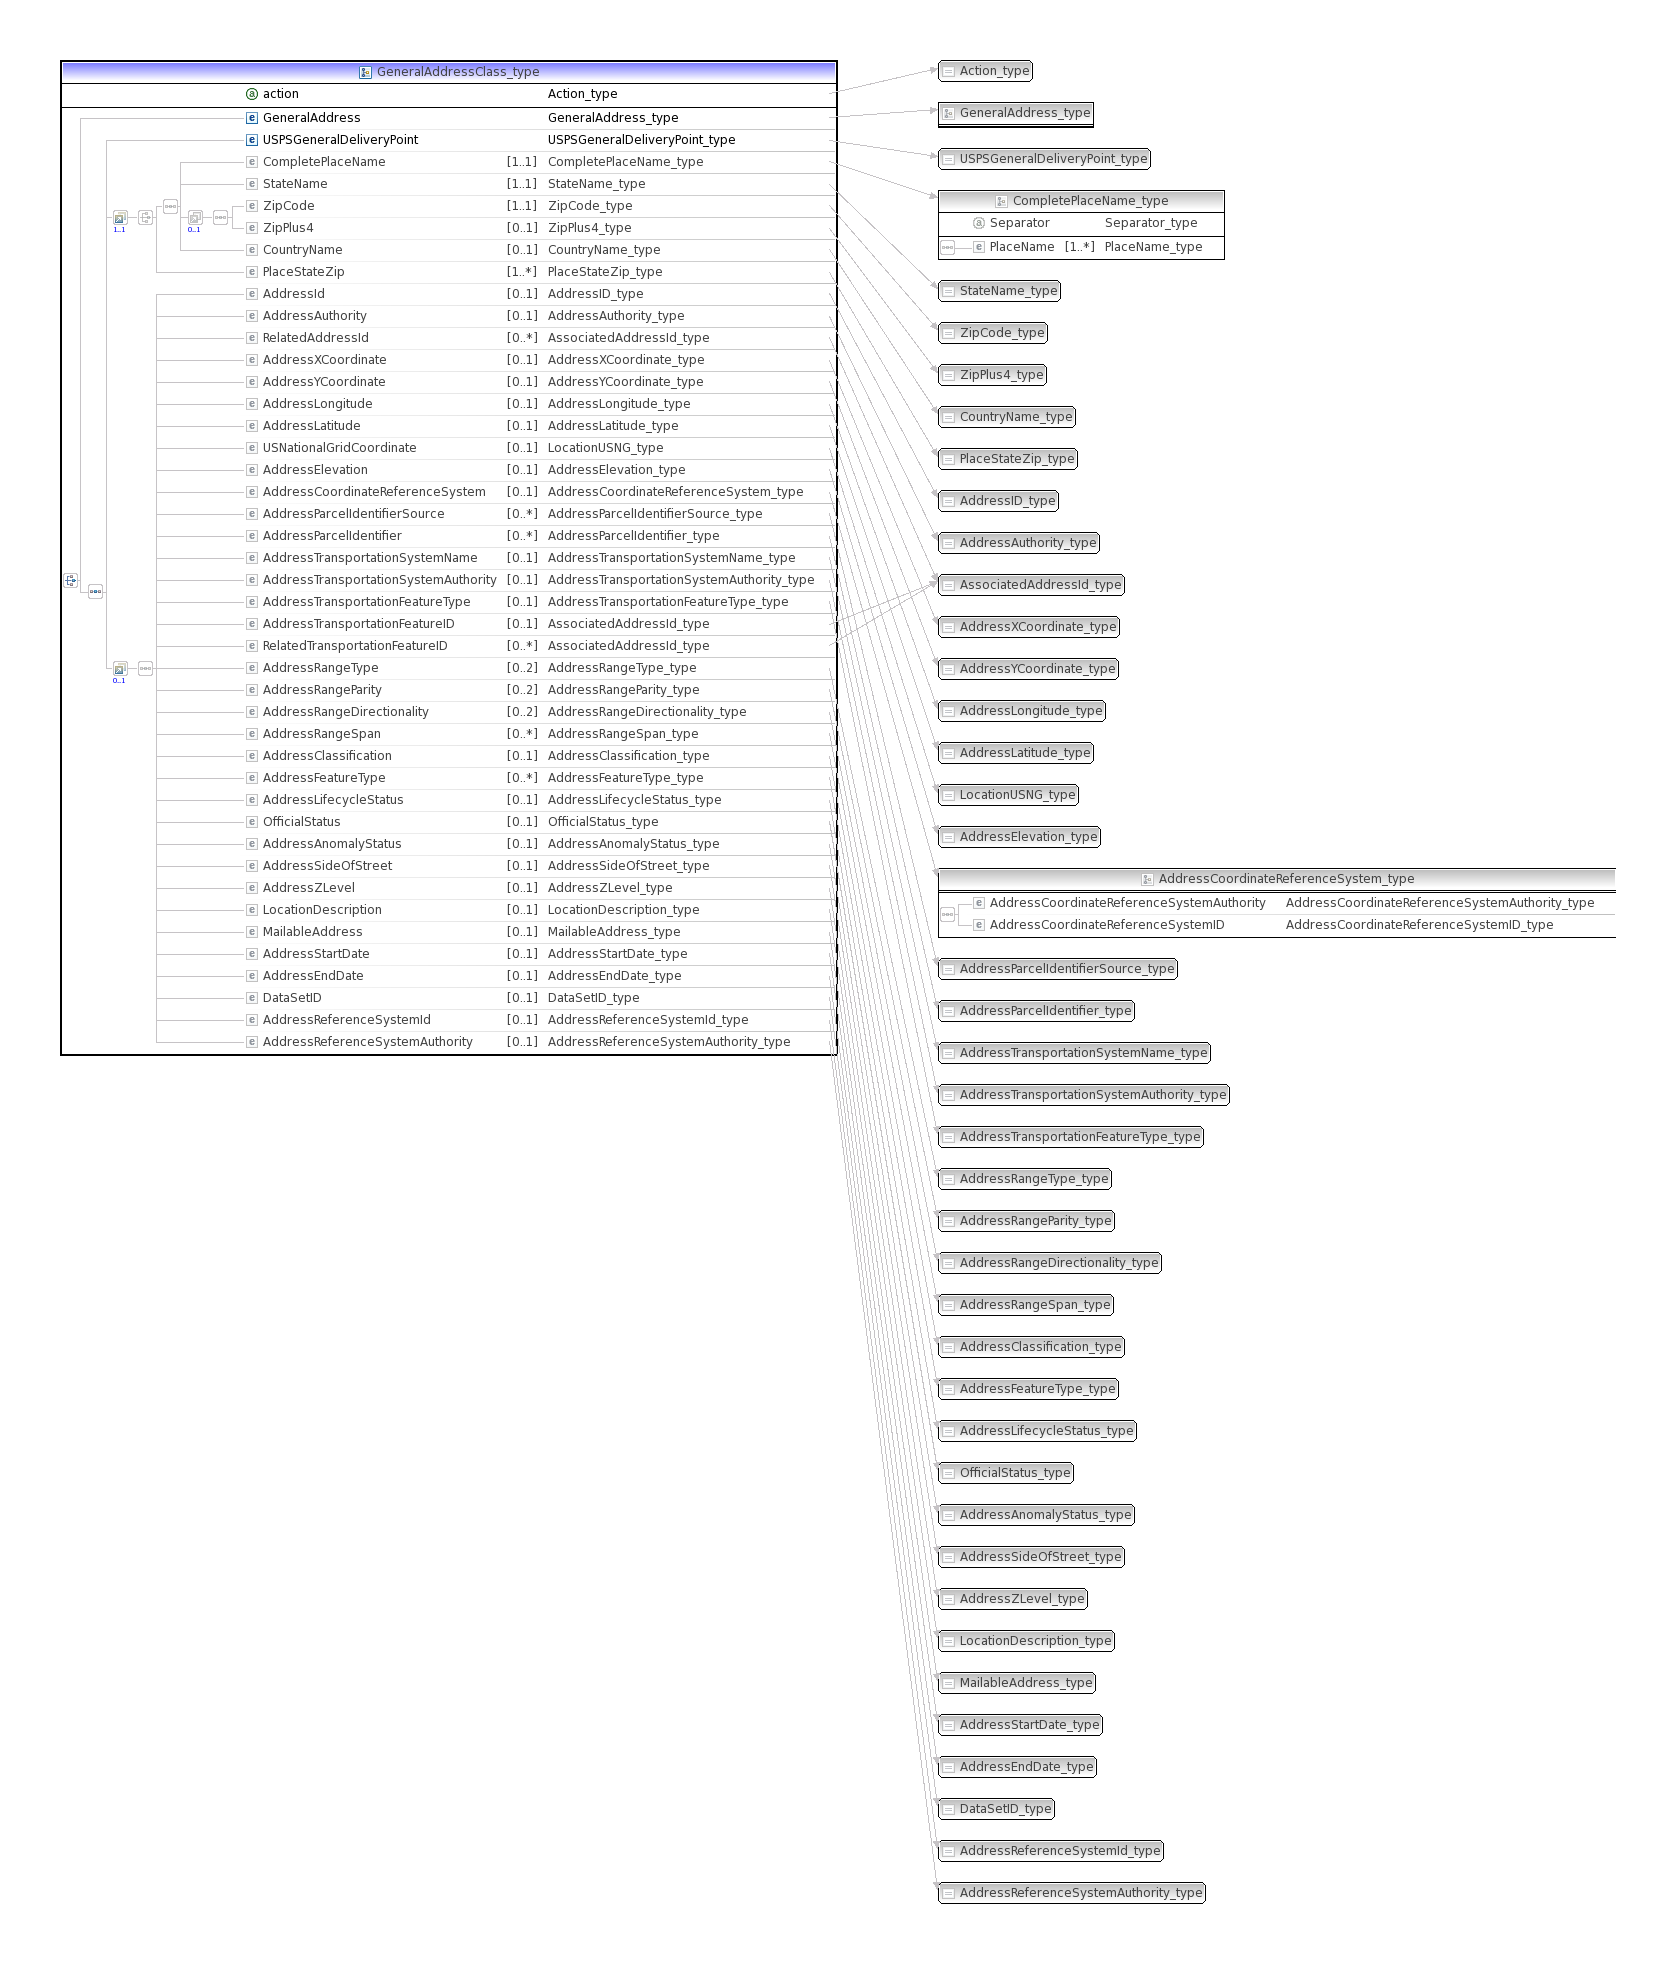 GeneralAddressClass_type
action Action_type
GeneralAddress GeneralAddress_type
USPSGeneralDeliveryPoint USPSGeneralDeliveryPoint_type
CompletePlaceName [1..1] CompletePlaceName_type
StateName [1..1] StateName_type
ZipCode [1..1] ZipCode_type
1..1
0..1
ZipPlus4 [0..1] ZipPlus4_type
CountryName [0..1] CountryName_type
PlaceStateZip [1..*] PlaceStateZip_type
AddressId [0..1] AddressID_type
AddressAuthority [0..1] AddressAuthority_type
RelatedAddressId [0..*] AssociatedAddressId_type
AddressXCoordinate [0..1] AddressXCoordinate_type
AddressYCoordinate [0..1] AddressYCoordinate_type
AddressLongitude [0..1] AddressLongitude_type
AddressLatitude [0..1] AddressLatitude_type
USNationalGridCoordinate [0..1] LocationUSNG_type
AddressElevation [0..1] AddressElevation_type
AddressCoordinateReferenceSystem [0..1] AddressCoordinateReferenceSystem_type
AddressParcelIdentifierSource [0..*] AddressParcelIdentifierSource_type
AddressParcelIdentifier [0..*] AddressParcelIdentifier_type
AddressTransportationSystemName [0..1] AddressTransportationSystemName_type
AddressTransportationSystemAuthority [0..1] AddressTransportationSystemAuthority_type
AddressTransportationFeatureType [0..1] AddressTransportationFeatureType_type
AddressTransportationFeatureID [0..1] AssociatedAddressId_type
RelatedTransportationFeatureID [0..*] AssociatedAddressId_type
AddressRangeType [0..2] AddressRangeType_type
0..1
AddressRangeParity [0..2] AddressRangeParity_type
AddressRangeDirectionality [0..2] AddressRangeDirectionality_type
AddressRangeSpan [0..*] AddressRangeSpan_type
AddressClassification [0..1] AddressClassification_type
AddressFeatureType [0..*] AddressFeatureType_type
AddressLifecycleStatus [0..1] AddressLifecycleStatus_type
OfficialStatus [0..1] OfficialStatus_type
AddressAnomalyStatus [0..1] AddressAnomalyStatus_type
AddressSideOfStreet [0..1] AddressSideOfStreet_type
AddressZLevel [0..1] AddressZLevel_type
LocationDescription [0..1] LocationDescription_type
MailableAddress [0..1] MailableAddress_type
AddressStartDate [0..1] AddressStartDate_type
AddressEndDate [0..1] AddressEndDate_type
DataSetID [0..1] DataSetID_type
AddressReferenceSystemId [0..1] AddressReferenceSystemId_type
AddressReferenceSystemAuthority [0..1] AddressReferenceSystemAuthority_type
Action_type
GeneralAddress_type
USPSGeneralDeliveryPoint_type
CompletePlaceName_type
Separator Separator_type
PlaceName [1..*] PlaceName_type
StateName_type
ZipCode_type
ZipPlus4_type
CountryName_type
PlaceStateZip_type
AddressID_type
AddressAuthority_type
AssociatedAddressId_type
AddressXCoordinate_type
AddressYCoordinate_type
AddressLongitude_type
AddressLatitude_type
LocationUSNG_type
AddressElevation_type
AddressCoordinateReferenceSystem_type
AddressCoordinateReferenceSystemAuthority AddressCoordinateReferenceSystemAuthority_type
AddressCoordinateReferenceSystemID AddressCoordinateReferenceSystemID_type
AddressParcelIdentifierSource_type
AddressParcelIdentifier_type
AddressTransportationSystemName_type
AddressTransportationSystemAuthority_type
AddressTransportationFeatureType_type
AddressRangeType_type
AddressRangeParity_type
AddressRangeDirectionality_type
AddressRangeSpan_type
AddressClassification_type
AddressFeatureType_type
AddressLifecycleStatus_type
OfficialStatus_type
AddressAnomalyStatus_type
AddressSideOfStreet_type
AddressZLevel_type
LocationDescription_type
MailableAddress_type
AddressStartDate_type
AddressEndDate_type
DataSetID_type
AddressReferenceSystemId_type
AddressReferenceSystemAuthority_type